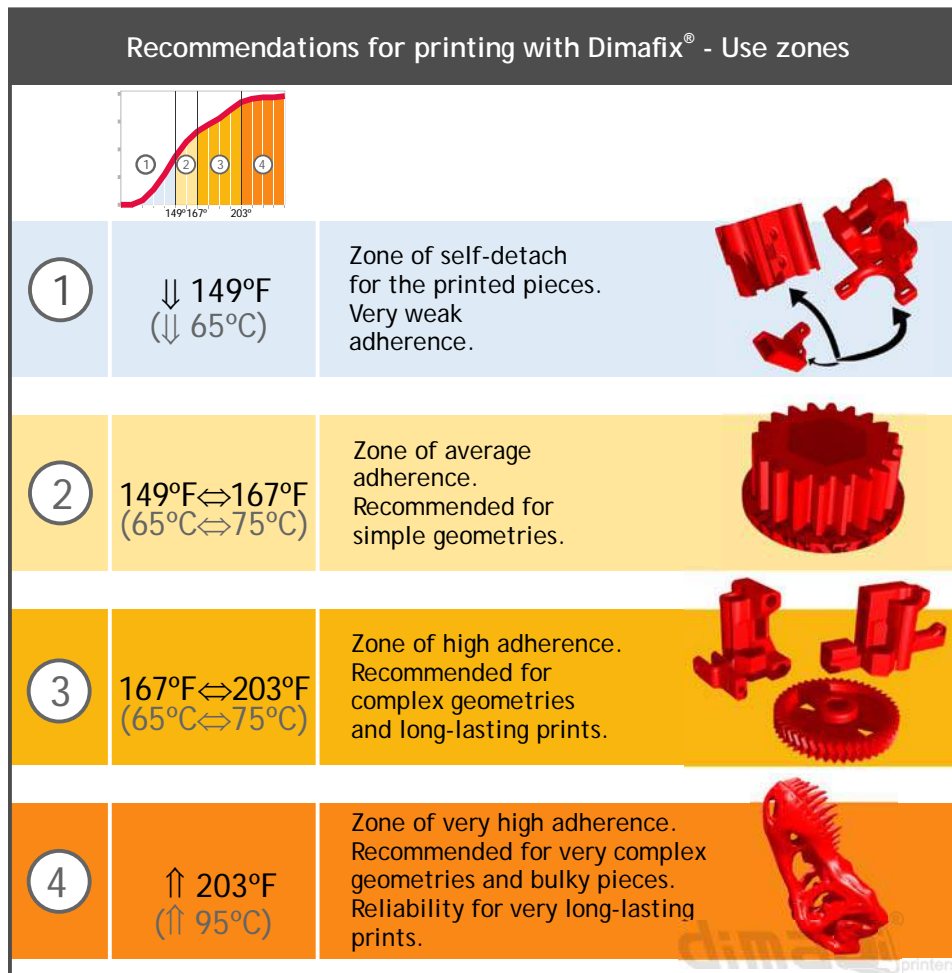 Recommendations for printing with Dimafix® - Use zones
1
2
3
4
149º167º 203º
1
⇓ 149ºF
(⇓ 65ºC)
Zone of self-detach
for the printed pieces.
Very weak
adherence.
2
149ºF⇔167ºF
(65ºC⇔75ºC)
Zone of average
adherence.
Recommended for
simple geometries.
3
167ºF⇔203ºF
(65ºC⇔75ºC)
Zone of high adherence.
Recommended for
complex geometries
and long-lasting prints.
4
⇑ 203ºF
(⇑ 95ºC)
Zone of very high adherence.
Recommended for very complex
geometries and bulky pieces.
Reliability for very long-lasting
prints.
®